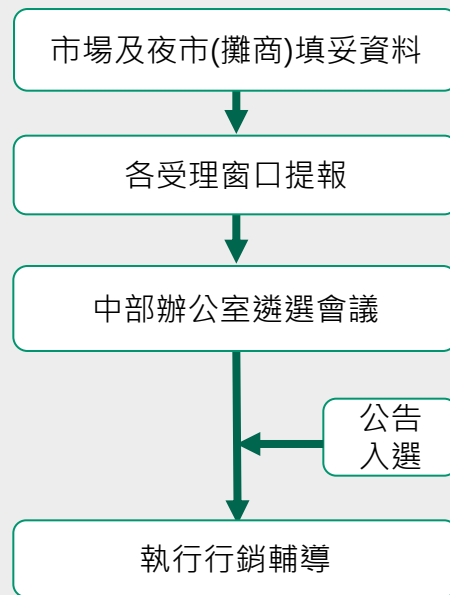 市場及夜市(攤商)填妥資料
各受理窗口提報
中部辦公室遴選會議
公告
入選
執行行銷輔導